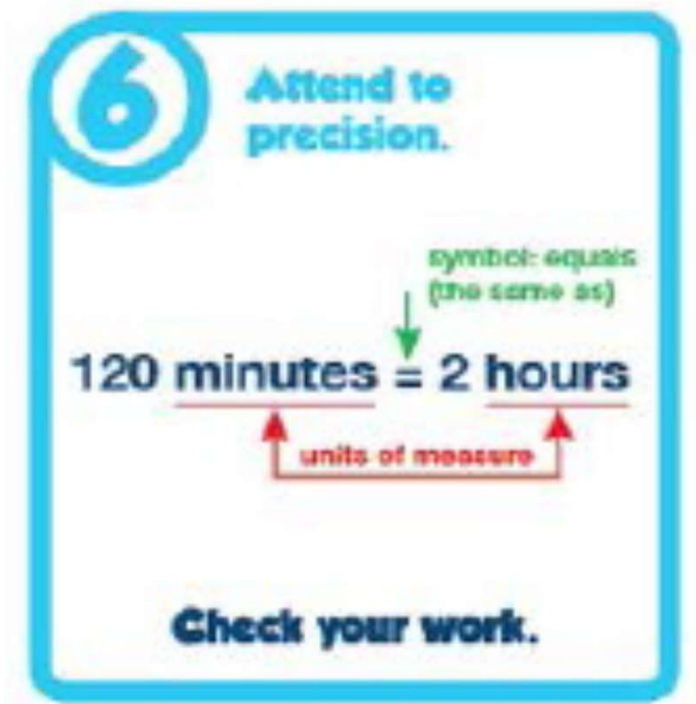 6
Attend to
precision.
symbol: equals
(the same as)
120 minutes = 2 hours
units of measure
Check your work.